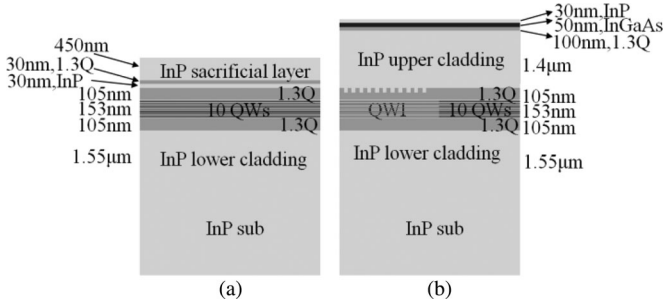 450nm
30nm,1.3Q
30nm,InP
105nm
153nm
105nm
1.55μm
InP sacrificial layer
1.3Q
10 QWs
1.3Q
InP lower cladding
InP sub
(a)
30nm,InP
50nm,InGaAs
100nm,1.3Q
InP upper cladding
1.4μm
1.3Q
105nm
QWI
10 QWs
153nm
1.3Q
105nm
InP lower cladding
1.55μm
InP sub
(b)